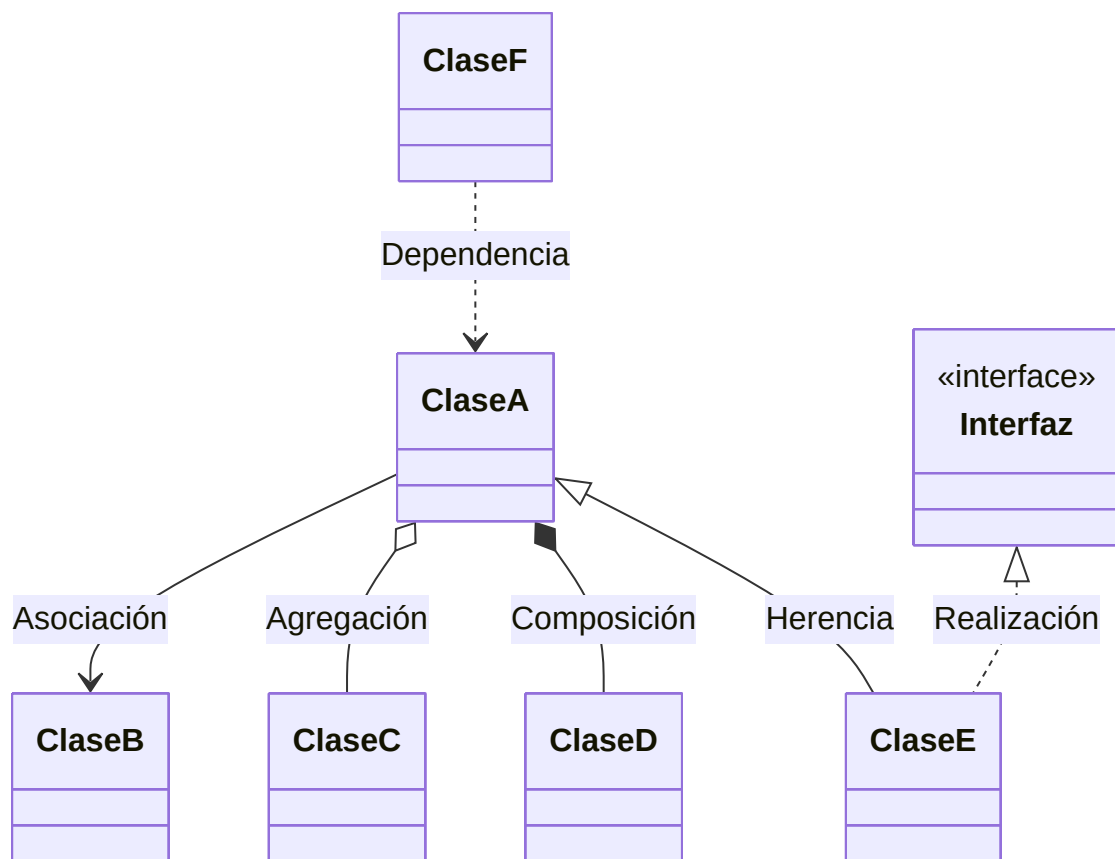 ClaseF
Dependencia
ClaseA
«interface»
Interfaz
Asociación
Agregación
Composición
Herencia
Realización
ClaseB
ClaseC
ClaseD
ClaseE